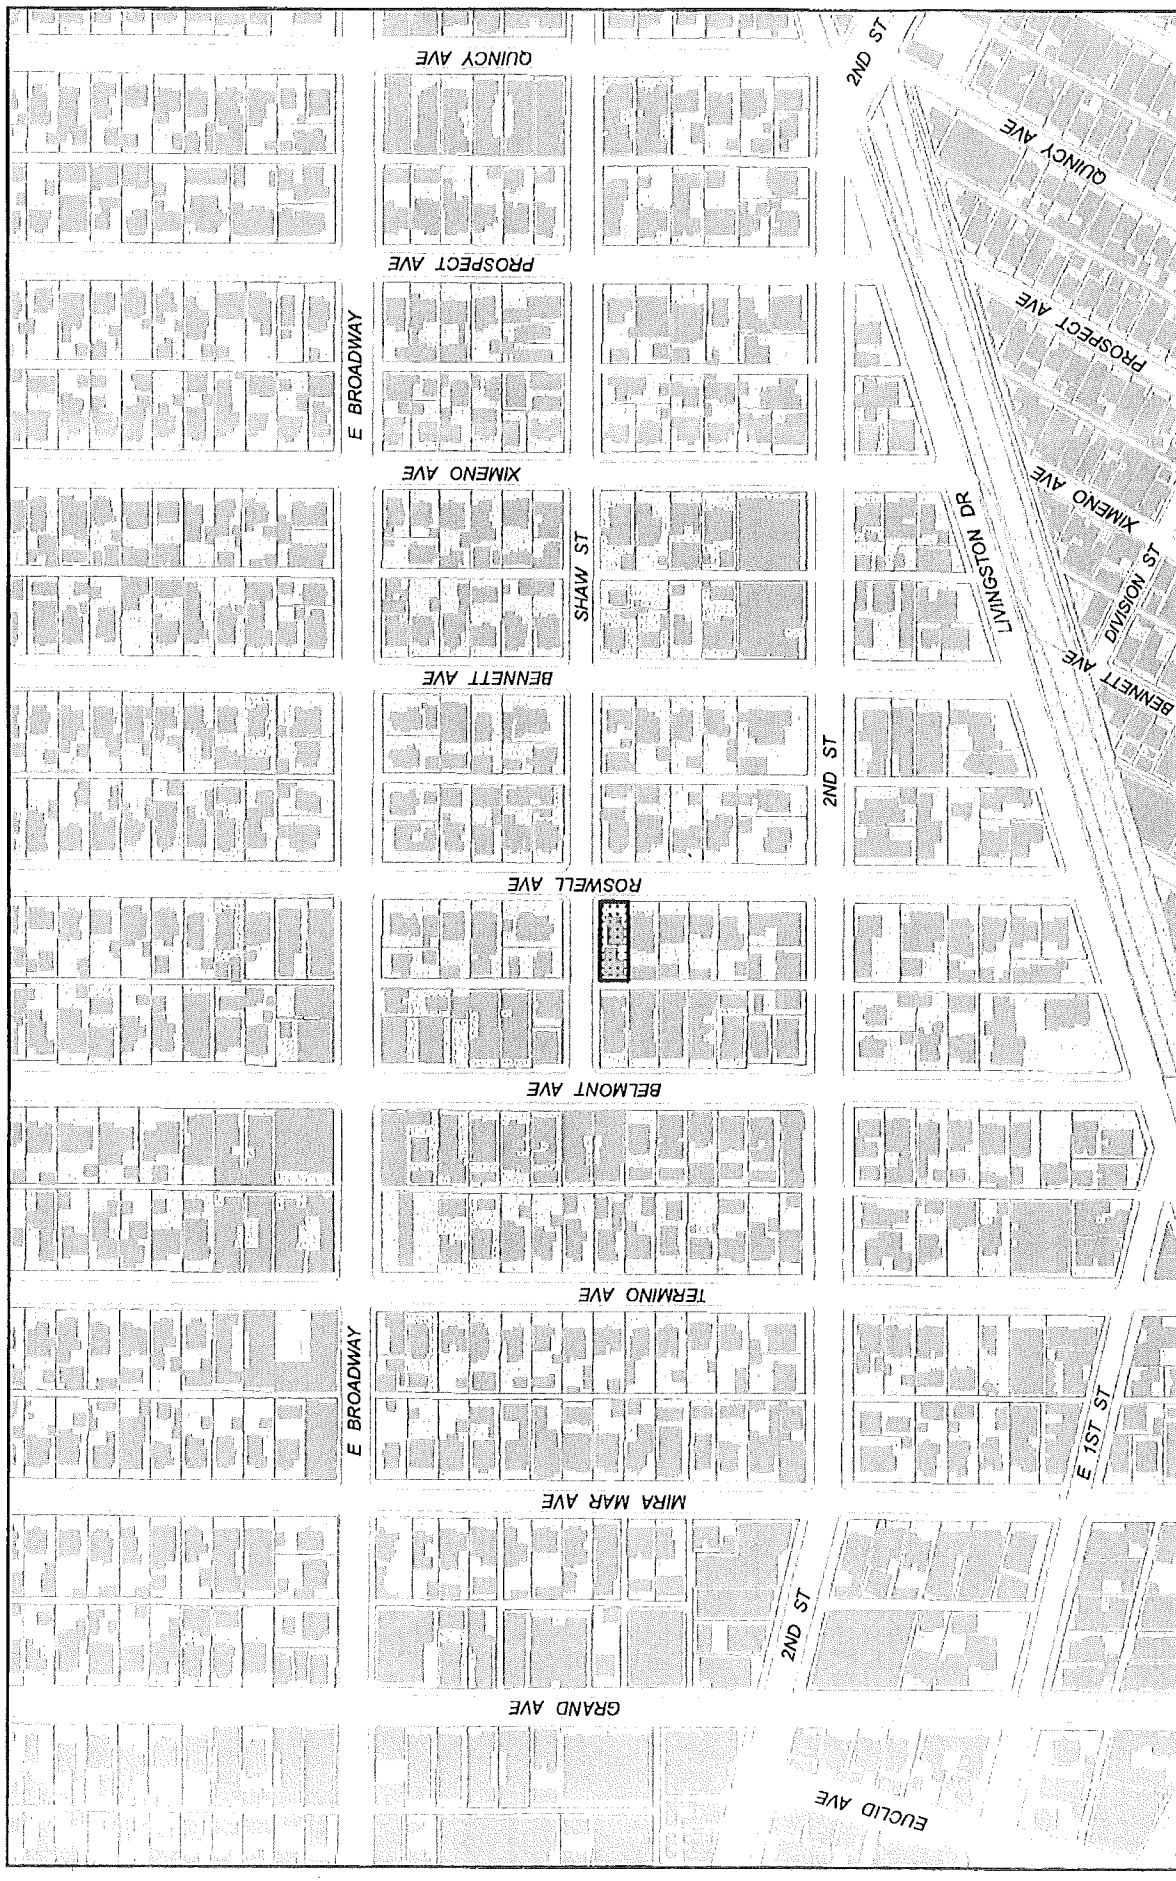 2ND ST
QUINCY AVE
QUINCY AVE
PROSPECT AVE
PROSPECT AVE
E BROADWAY
XIMENO AVE
XIMENO AVE
LIVINGSTON DR
SHAW ST
DIVISION ST
BENNETT AVE
BENNETT AVE
2ND ST
ROSWELL AVE
BELMONT AVE
TERMINO AVE
E BROADWAY
E 1ST ST
MIRA MAR AVE
2ND ST
GRAND AVE
EUCLID AVE